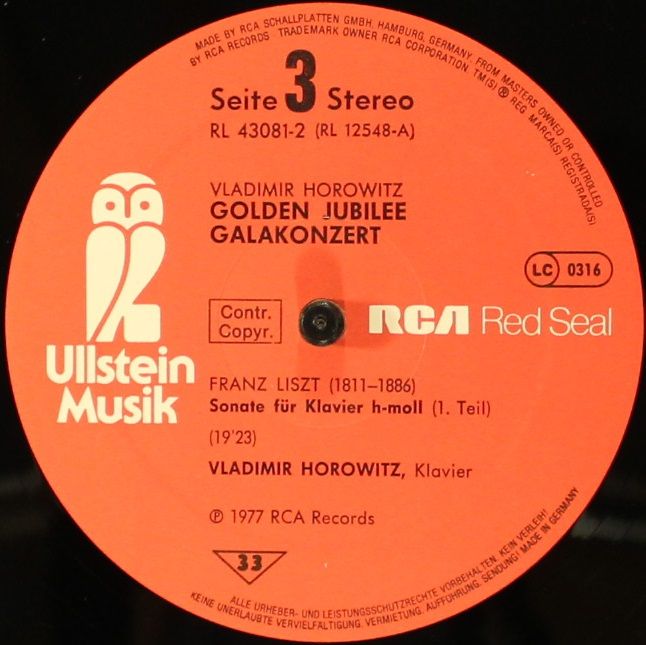 MADE BY RCA SCHALLPLATTEN GMBH, HAMBURG, GERMANY, FROM MASTERS OWNED OR CONTROLLED
BY RCA RECORDS TRADEMARK OWNER RCA CORPORATION. TM(S) ® REG. MARCA(S) REGISTRADA(S)
Seite 3 Stereo
RL 43081-2 (RL 12548-A)
VLADIMIR HOROWITZ
GOLDEN JUBILEE
GALAKONZERT
LC 0316
Contr.
Copyr.
RCA Red Seal
Ullstein
Musik
FRANZ LISZT (1811–1886)
Sonate für Klavier h-moll (1. Teil)
(19'23)
VLADIMIR HOROWITZ, Klavier
℗ 1977 RCA Records
33
ALLE URHEBER- UND LEISTUNGSSCHUTZRECHTE VORBEHALTEN. KEIN VERLEIH!
KEINE UNERLAUBTE VERVIELFÄLTIGUNG, VERMIETUNG, AUFFÜHRUNG, SENDUNG! MADE IN GERMANY